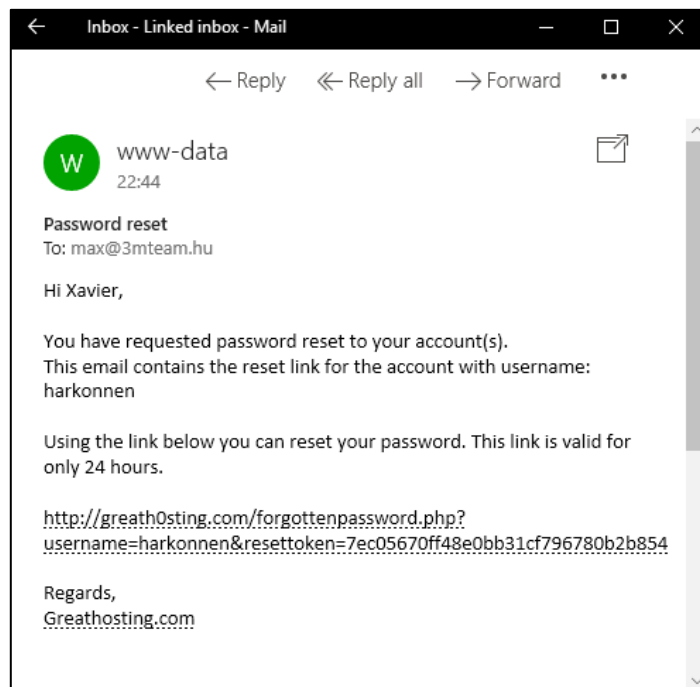 Inbox - Linked inbox - Mail
Reply
Reply all
Forward
W
www-data
22:44
Password reset
To: max@3mteam.hu
Hi Xavier,
You have requested password reset to your account(s).
This email contains the reset link for the account with username:
harkonnen
Using the link below you can reset your password. This link is valid for
only 24 hours.
http://greath0sting.com/forgottenpassword.php?
username=harkonnen&resettoken=7ec05670ff48e0bb31cf796780b2b854
Regards,
Greathosting.com